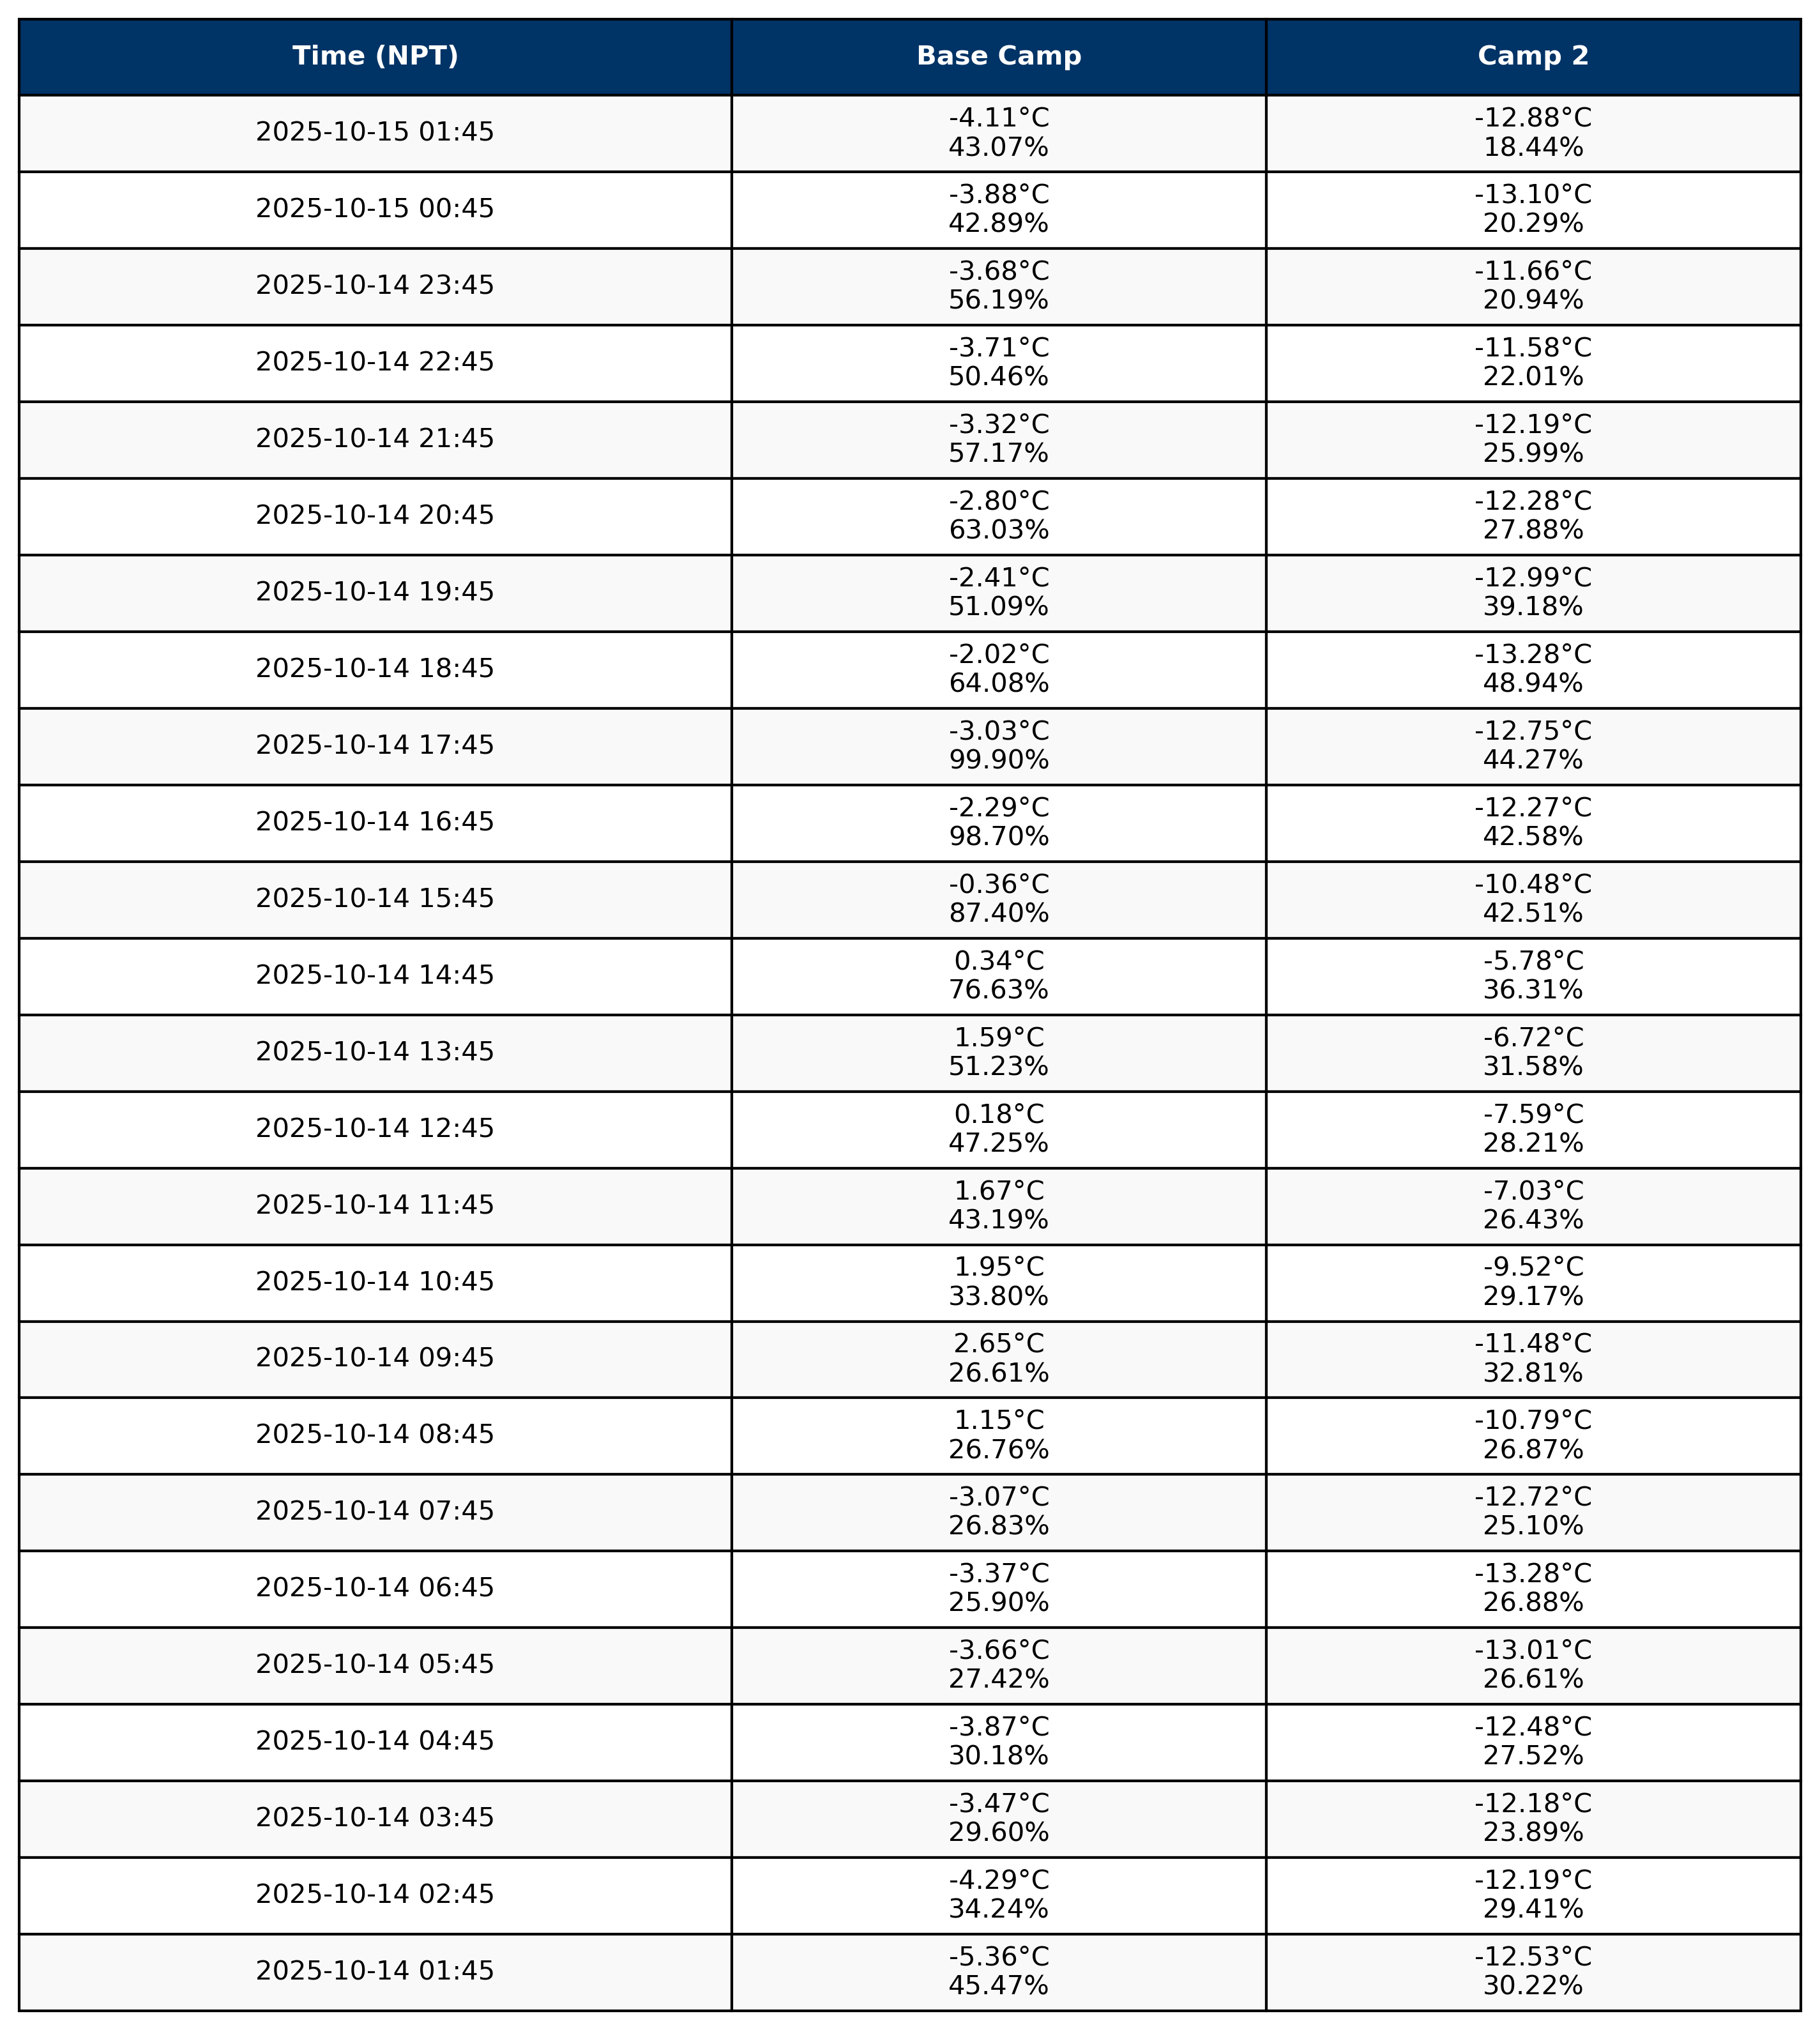 Time (NPT) Base Camp Camp 2
2025-10-15 01:45 -4.11°C -12.88°C
43.07% 18.44%
2025-10-15 00:45 -3.88°C -13.10°C
42.89% 20.29%
2025-10-14 23:45 -3.68°C -11.66°C
56.19% 20.94%
2025-10-14 22:45 -3.71°C -11.58°C
50.46% 22.01%
2025-10-14 21:45 -3.32°C -12.19°C
57.17% 25.99%
2025-10-14 20:45 -2.80°C -12.28°C
63.03% 27.88%
2025-10-14 19:45 -2.41°C -12.99°C
51.09% 39.18%
2025-10-14 18:45 -2.02°C -13.28°C
64.08% 48.94%
2025-10-14 17:45 -3.03°C -12.75°C
99.90% 44.27%
2025-10-14 16:45 -2.29°C -12.27°C
98.70% 42.58%
2025-10-14 15:45 -0.36°C -10.48°C
87.40% 42.51%
2025-10-14 14:45 0.34°C -5.78°C
76.63% 36.31%
2025-10-14 13:45 1.59°C -6.72°C
51.23% 31.58%
2025-10-14 12:45 0.18°C -7.59°C
47.25% 28.21%
2025-10-14 11:45 1.67°C -7.03°C
43.19% 26.43%
2025-10-14 10:45 1.95°C -9.52°C
33.80% 29.17%
2025-10-14 09:45 2.65°C -11.48°C
26.61% 32.81%
2025-10-14 08:45 1.15°C -10.79°C
26.76% 26.87%
2025-10-14 07:45 -3.07°C -12.72°C
26.83% 25.10%
2025-10-14 06:45 -3.37°C -13.28°C
25.90% 26.88%
2025-10-14 05:45 -3.66°C -13.01°C
27.42% 26.61%
2025-10-14 04:45 -3.87°C -12.48°C
30.18% 27.52%
2025-10-14 03:45 -3.47°C -12.18°C
29.60% 23.89%
2025-10-14 02:45 -4.29°C -12.19°C
34.24% 29.41%
2025-10-14 01:45 -5.36°C -12.53°C
45.47% 30.22%